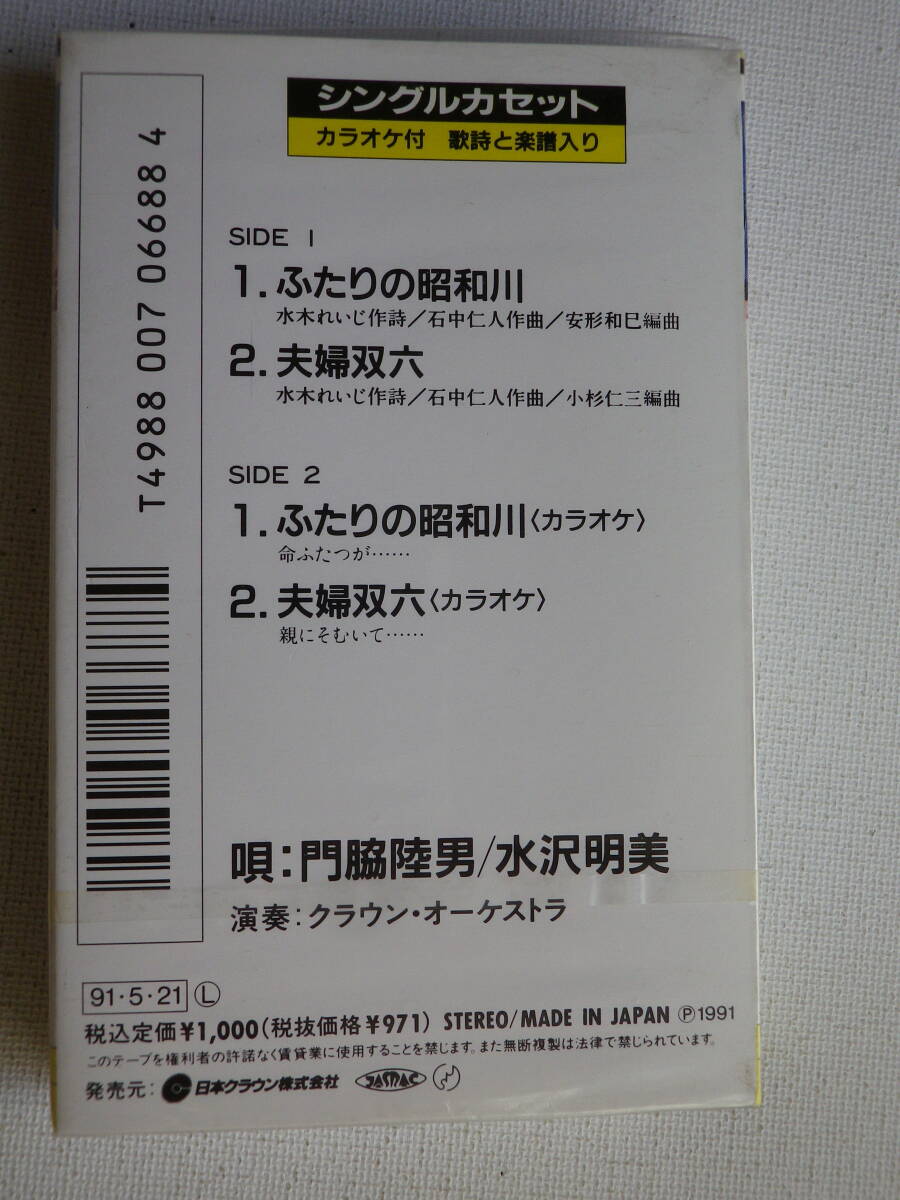 シングルカセット
カラオケ付 歌詩と楽譜入り
T4988 007 06688 4
SIDE 1
1. ふたりの昭和川
水木れいじ作詩／石中仁人作曲／安形和巳編曲
2. 夫婦双六
水木れいじ作詩／石中仁人作曲／小杉仁三編曲
SIDE 2
1. ふたりの昭和川〈カラオケ〉
命ふたつが……
2. 夫婦双六〈カラオケ〉
親にそむいて……
唄：門脇陸男/水沢明美
演奏：クラウン・オーケストラ
91・5・21 Ⓛ
税込定価¥1,000(税抜価格¥971) STEREO/MADE IN JAPAN Ⓟ1991
このテープを権利者の許諾なく賃貸業に使用することを禁じます。また無断複製は法律で禁じられています。
発売元： 日本クラウン株式会社 JASMAC